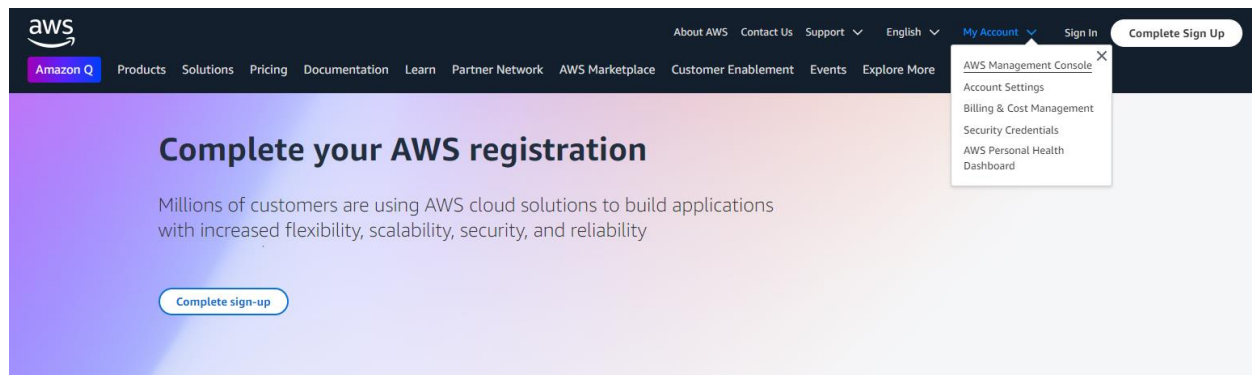 aws
About AWS Contact Us Support English My Account Sign In Complete Sign Up
Amazon Q Products Solutions Pricing Documentation Learn Partner Network AWS Marketplace Customer Enablement Events Explore More
AWS Management Console
Account Settings
Billing & Cost Management
Security Credentials
AWS Personal Health
Dashboard
Complete your AWS registration
Millions of customers are using AWS cloud solutions to build applications
with increased flexibility, scalability, security, and reliability
Complete sign-up